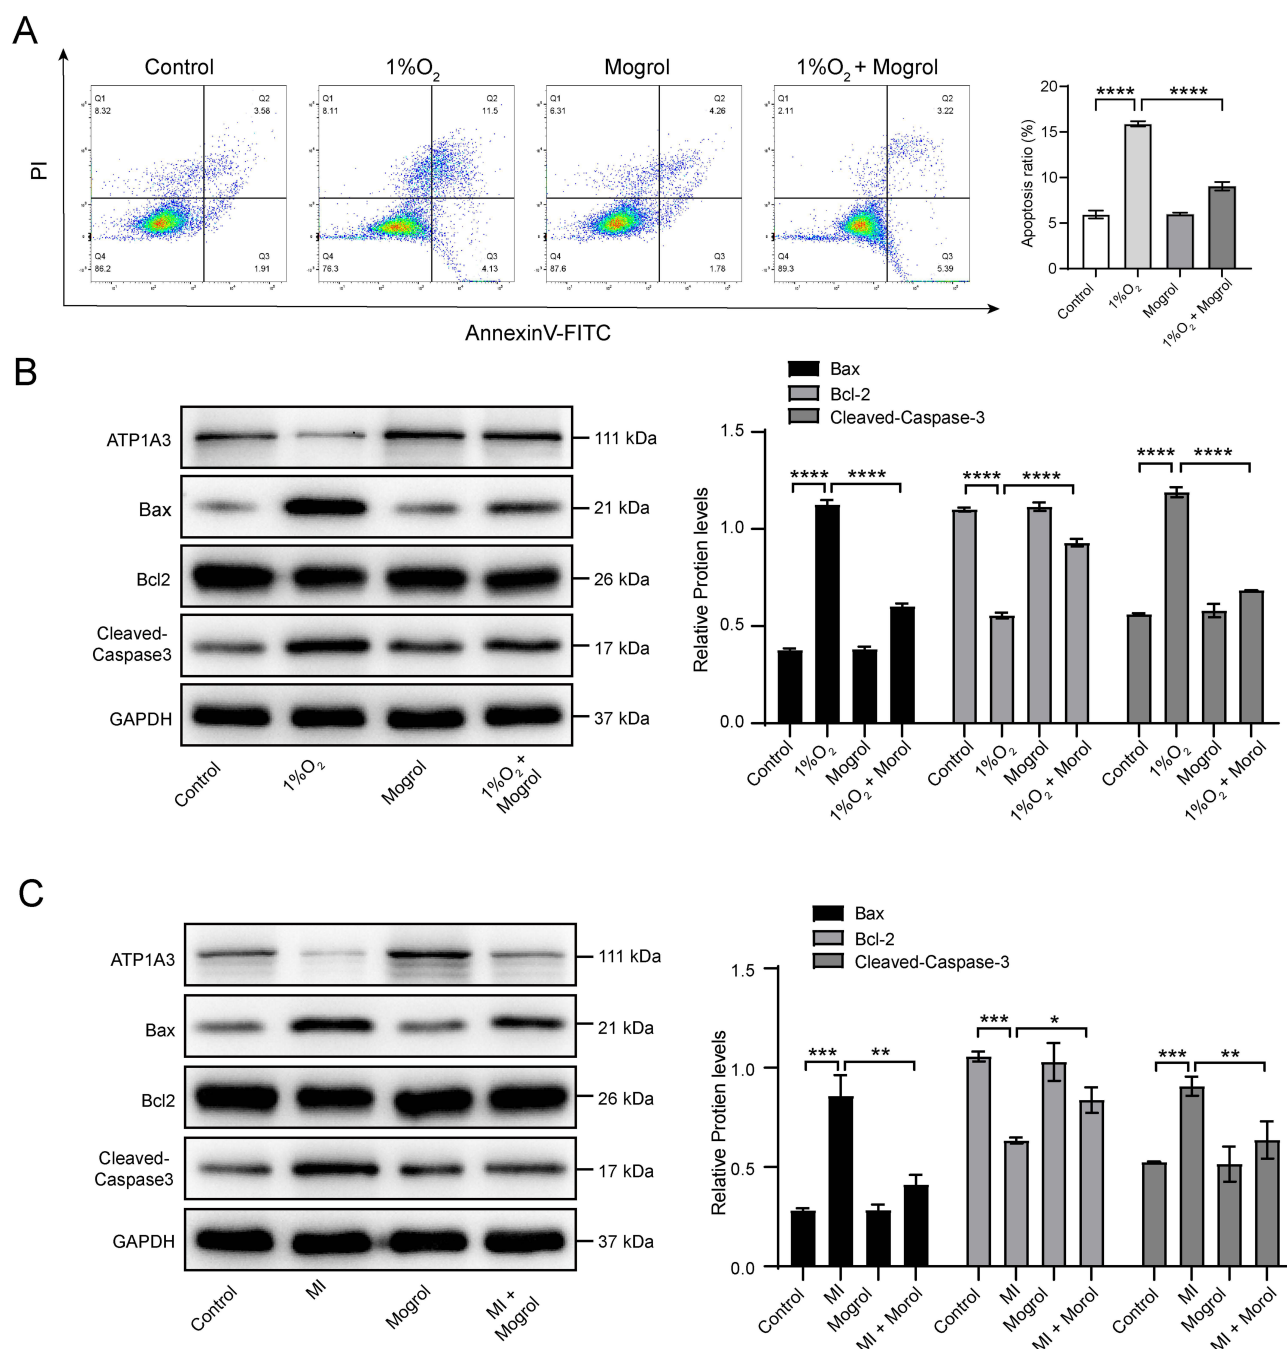 A
Control
1%O2
Mogrol
1%O2 + Mogrol
PI
Q1
8.32
Q2
3.58
Q4
86.2
Q3
1.91
Q1
8.11
Q2
11.5
Q4
76.3
Q3
4.13
Q1
6.31
Q2
4.26
Q4
87.6
Q3
1.78
Q1
2.11
Q2
3.22
Q4
89.3
Q3
5.39
AnnexinV-FITC
Apoptosis ratio (%)
20
15
10
5
0
**** ****
Control
1%O2
Mogrol
1%O2 + Mogrol
B
ATP1A3
111 kDa
Bax
21 kDa
Bcl2
26 kDa
Cleaved-
Caspase3
17 kDa
GAPDH
37 kDa
Control
1%O2
Mogrol
1%O2 +
Mogrol
Bax
Bcl-2
Cleaved-Caspase-3
Relative Protien levels
1.5
1.0
0.5
0.0
**** ****
**** ****
**** ****
Control
1%O2
Mogrol
1%O2 + Morol
Control
1%O2
Mogrol
1%O2 + Morol
Control
1%O2
Mogrol
1%O2 + Morol
C
ATP1A3
111 kDa
Bax
21 kDa
Bcl2
26 kDa
Cleaved-
Caspase3
17 kDa
GAPDH
37 kDa
Control
MI
Mogrol
MI +
Mogrol
Bax
Bcl-2
Cleaved-Caspase-3
Relative Protien levels
1.5
1.0
0.5
0.0
*** **
*** *
*** **
Control
MI
Mogrol
MI + Morol
Control
MI
Mogrol
MI + Morol
Control
MI
Mogrol
MI + Morol